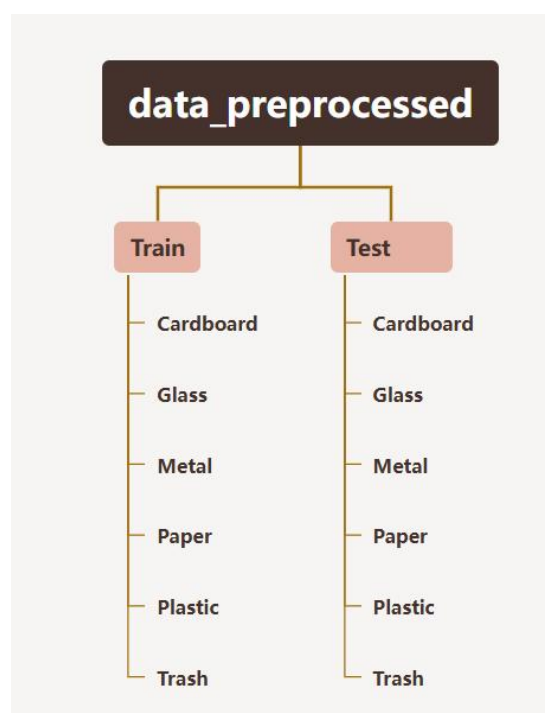 data_preprocessed
Train
Cardboard
Glass
Metal
Paper
Plastic
Trash
Test
Cardboard
Glass
Metal
Paper
Plastic
Trash